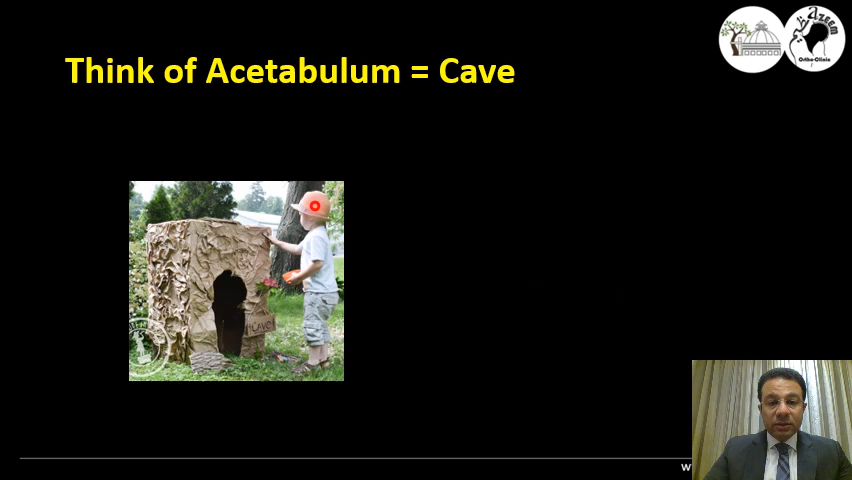 Think of Acetabulum = Cave
AZEEM
Ortho-Clinic
CAVE
w